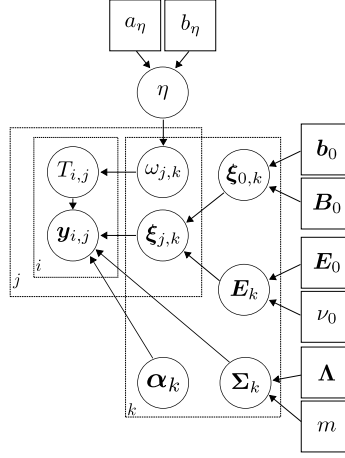 a_η b_η
η
T_{i,j} ω_{j,k} ξ_{0,k} b_0
B_0
y_{i,j} ξ_{j,k}
i
j
E_k E_0
ν_0
α_k Σ_k Λ
k
m